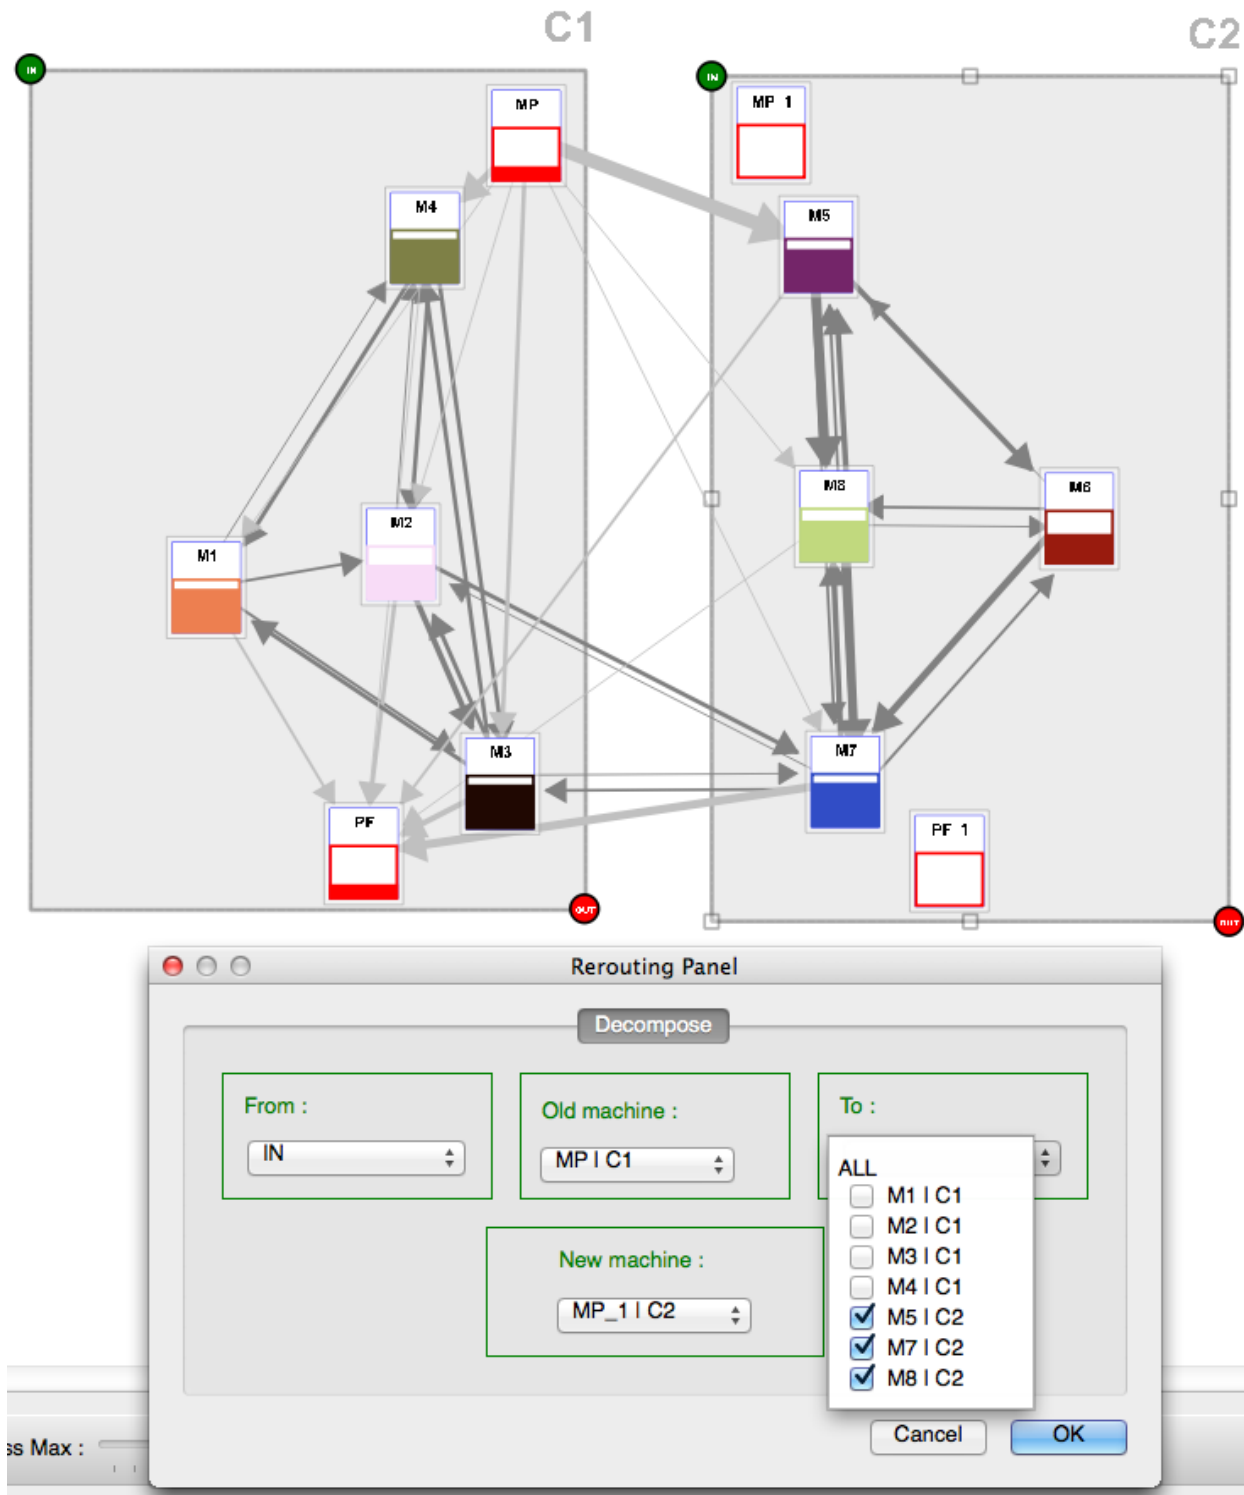 C1
C2
IN
IN
MP
MP 1
M4
M5
M8
M6
M2
M1
M3
M7
PF
PF 1
OUT
OUT
Rerouting Panel
Decompose
From :
Old machine :
To :
IN
MP | C1
ALL
M1 | C1
M2 | C1
M3 | C1
M4 | C1
M5 | C2
M7 | C2
M8 | C2
New machine :
MP_1 | C2
Cancel
OK
ss Max :